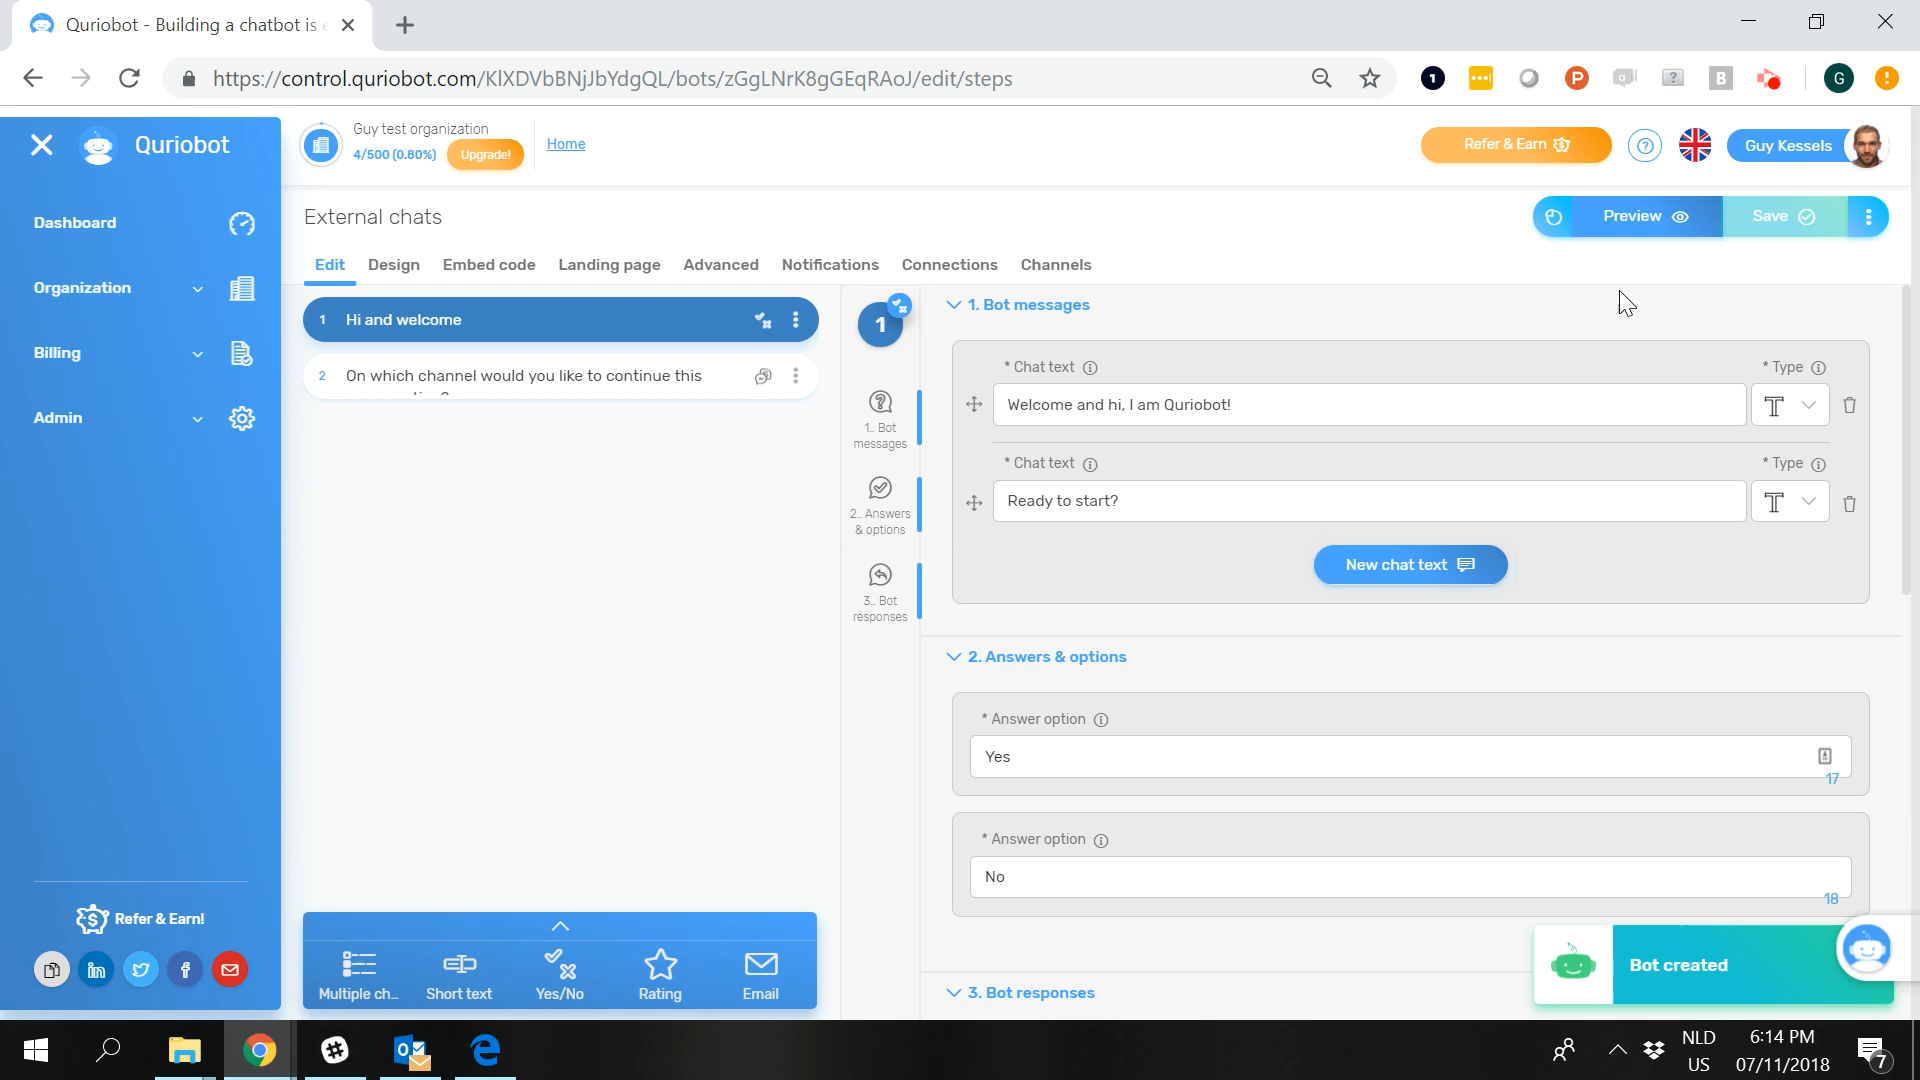 Quriobot - Building a chatbot is e
https://control.quriobot.com/KlXDVbBNjJbYdgQL/bots/zGgLNrK8gGEqRAoJ/edit/steps
1
P
?
B
G
Quriobot
Guy test organization
4/500 (0.80%)
Upgrade!
Home
Refer & Earn
Guy Kessels
Dashboard
Organization
Billing
Admin
Refer & Earn!
External chats
Preview
Save
Edit
Design
Embed code
Landing page
Advanced
Notifications
Connections
Channels
1 Hi and welcome
2 On which channel would you like to continue this
1
1.. Bot
messages
2.. Answers
& options
3.. Bot
responses
1. Bot messages
* Chat text
* Type
Welcome and hi, I am Quriobot!
* Chat text
* Type
Ready to start?
New chat text
2. Answers & options
* Answer option
Yes
17
* Answer option
No
18
3. Bot responses
Multiple ch...
Short text
Yes/No
Rating
Email
Bot created
NLD
US
6:14 PM
07/11/2018
7